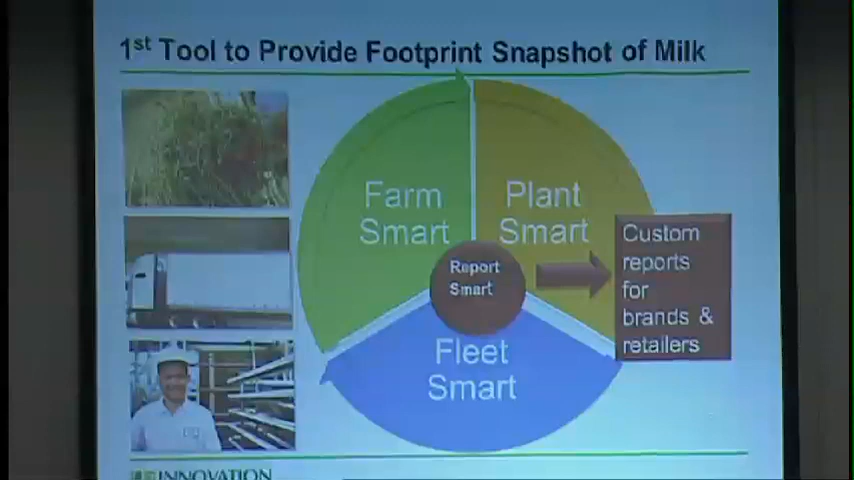 1st Tool to Provide Footprint Snapshot of Milk
Farm
Smart
Plant
Smart
Report
Smart
Custom
reports
for
brands &
retailers
Fleet
Smart
INNOVATION